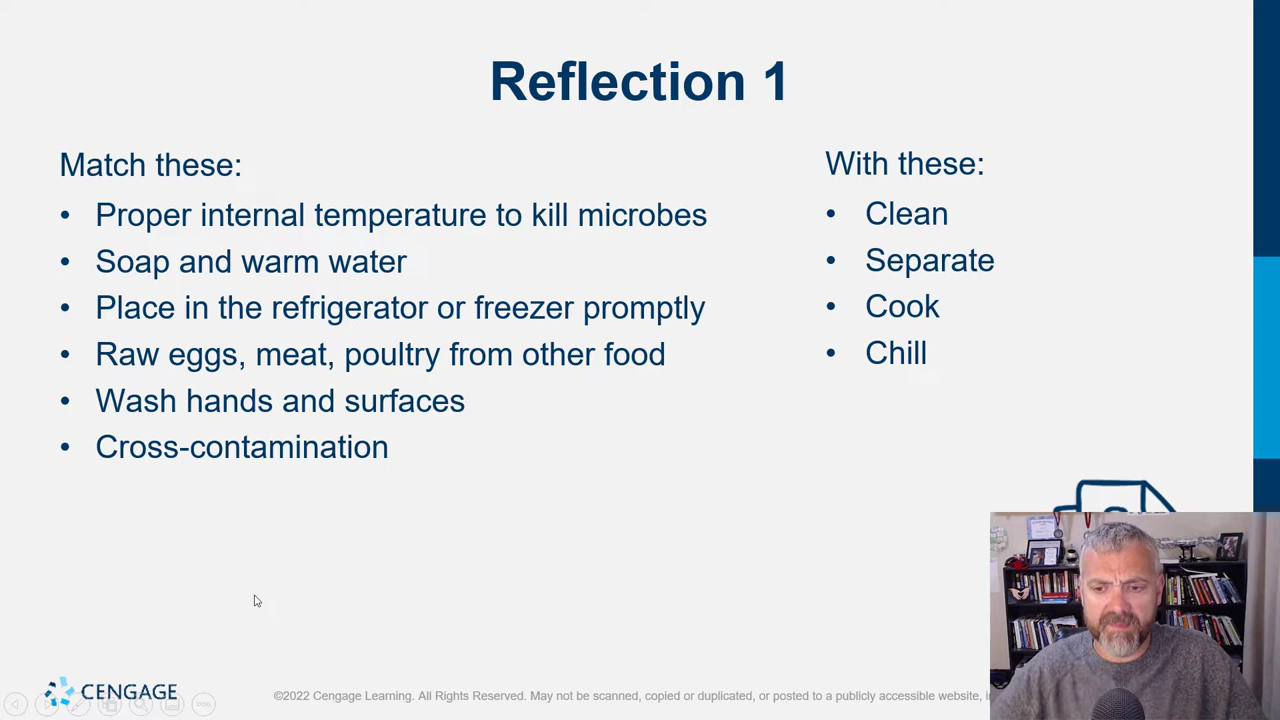 Reflection 1
Match these:
• Proper internal temperature to kill microbes
• Soap and warm water
• Place in the refrigerator or freezer promptly
• Raw eggs, meat, poultry from other food
• Wash hands and surfaces
• Cross-contamination
With these:
• Clean
• Separate
• Cook
• Chill
CENGAGE
©2022 Cengage Learning. All Rights Reserved. May not be scanned, copied or duplicated, or posted to a publicly accessible website,